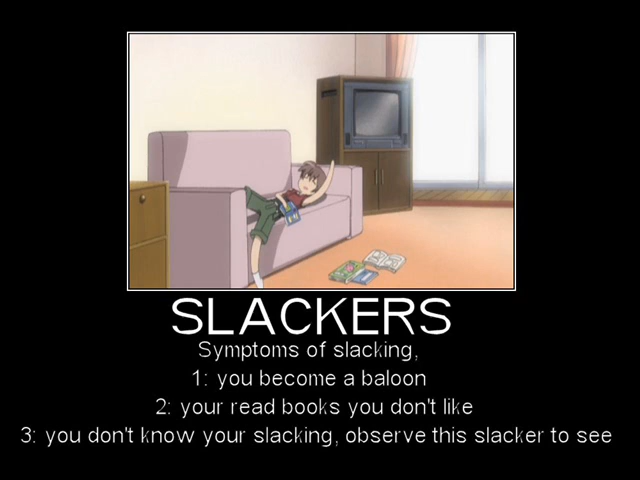 SLACKERS
Symptoms of slacking,
1: you become a baloon
2: your read books you don't like
3: you don't know your slacking, observe this slacker to see